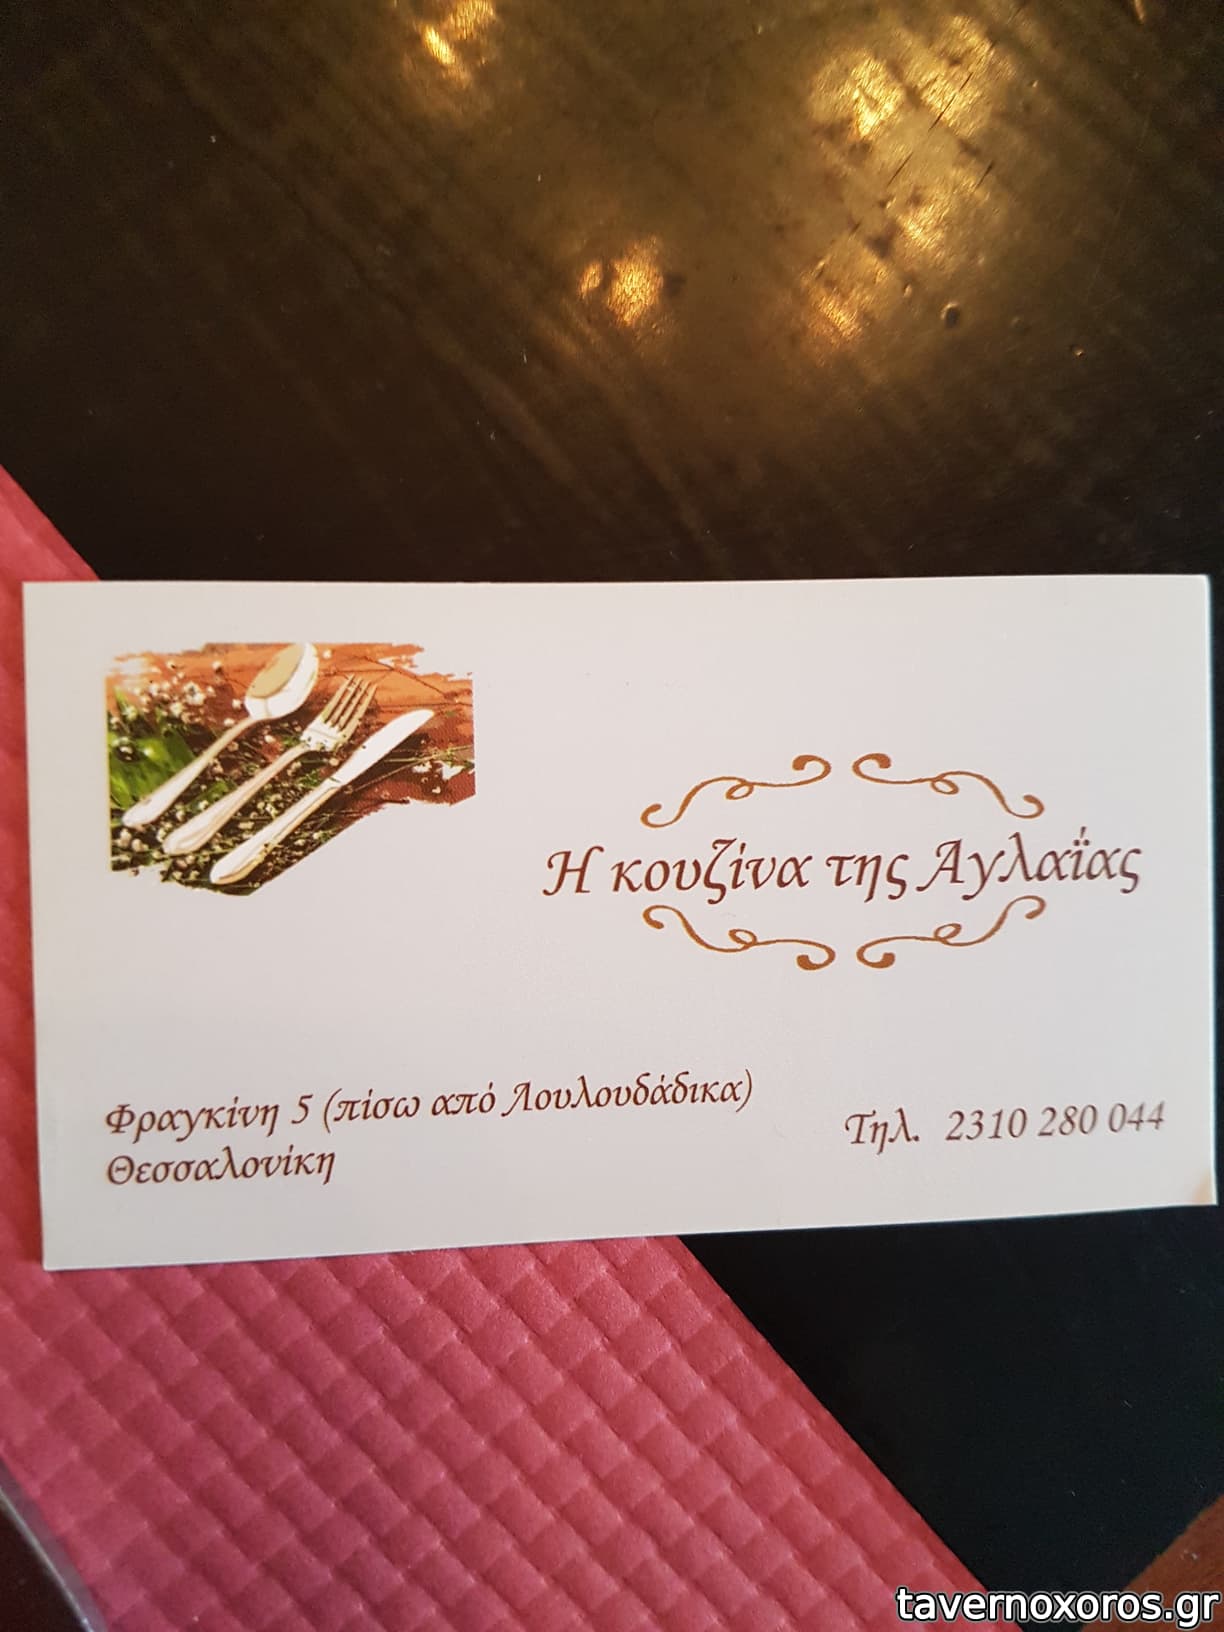 Η κουζίνα της Αγλαΐας
Φραγκίνη 5 (πίσω από Λουλουδάδικα)
Θεσσαλονίκη
Τηλ. 2310 280 044
tavernoxoros.gr